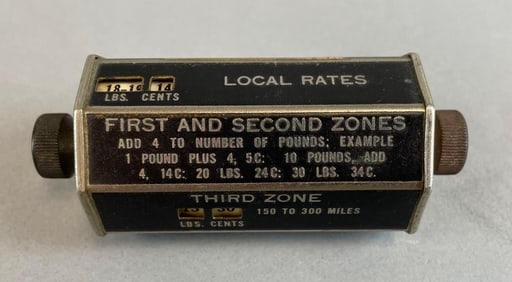 LOCAL RATES
18-19 14
LBS. CENTS
FIRST AND SECOND ZONES
ADD 4 TO NUMBER OF POUNDS; EXAMPLE
1 POUND PLUS 4, 5C: 10 POUNDS, ADD
4, 14C: 20 LBS. 24C: 30 LBS. 34C.
THIRD ZONE
150 TO 300 MILES
LBS. CENTS